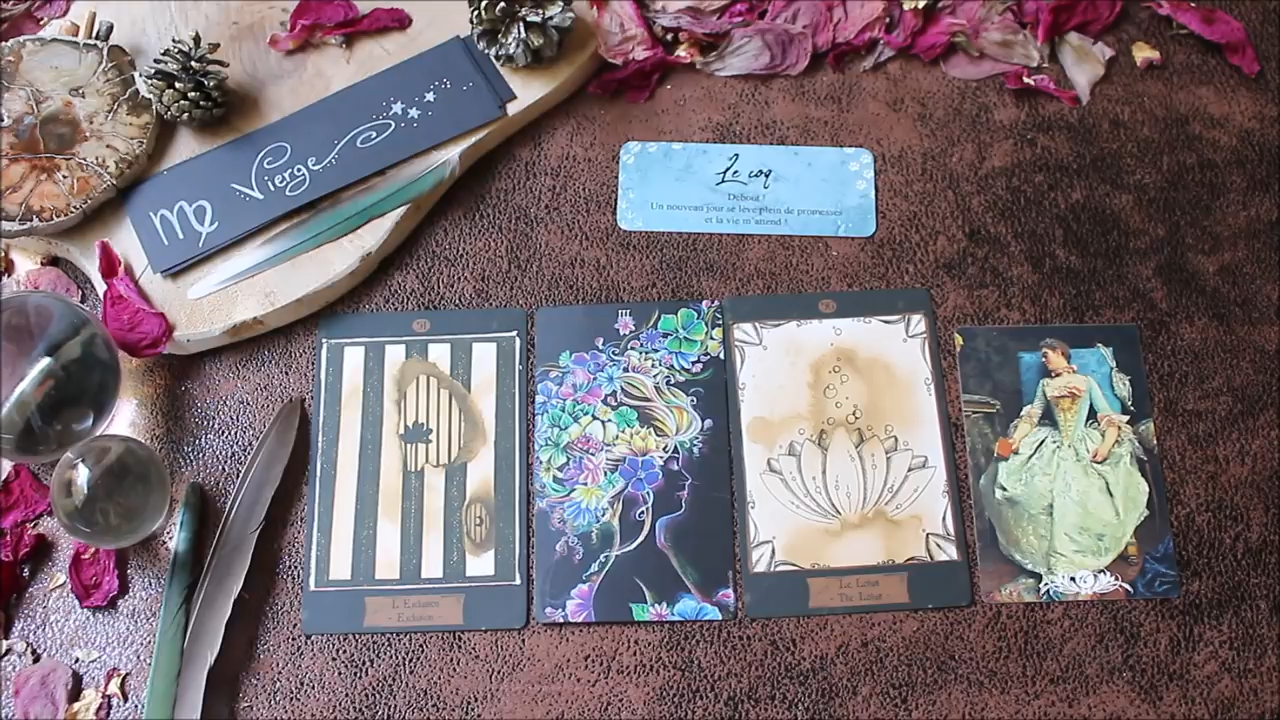 ♍ Vierge
Le coq
Debout !
Un nouveau jour se lève plein de promesses
et la vie m'attend !
III
L'Exclusion
- Exclusion -
Le Lotus
- The Lotus -